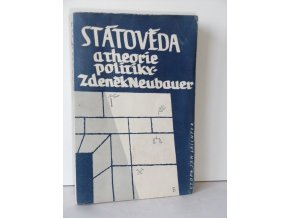 STÁTOVĚDA
a theorie
politiky-
Zdeněk Neubauer